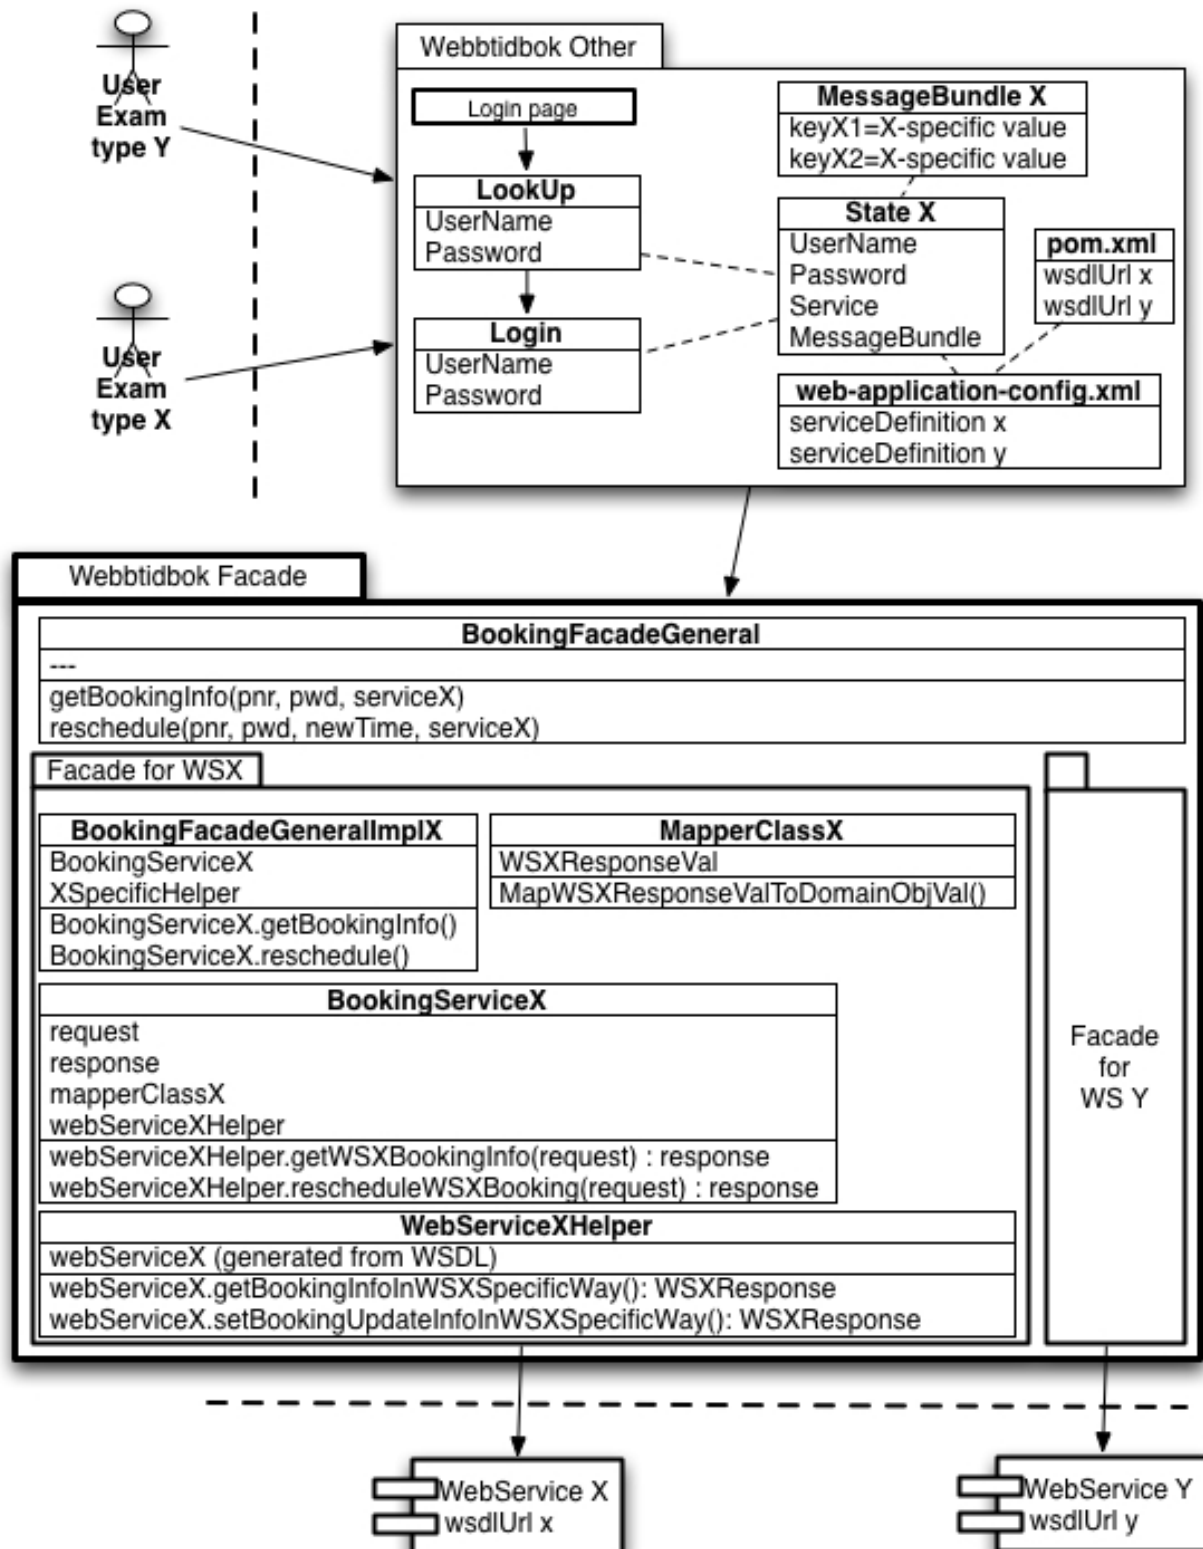 User
Exam
type Y
User
Exam
type X
Webbtidbok Other
Login page
LookUp
UserName
Password
Login
UserName
Password
MessageBundle X
keyX1=X-specific value
keyX2=X-specific value
State X
UserName
Password
Service
MessageBundle
pom.xml
wsdlUrl x
wsdlUrl y
web-application-config.xml
serviceDefinition x
serviceDefinition y
Webbtidbok Facade
BookingFacadeGeneral
---
getBookingInfo(pnr, pwd, serviceX)
reschedule(pnr, pwd, newTime, serviceX)
Facade for WSX
BookingFacadeGeneralImplX
BookingServiceX
XSpecificHelper
BookingServiceX.getBookingInfo()
BookingServiceX.reschedule()
MapperClassX
WSXResponseVal
MapWSXResponseValToDomainObjVal()
BookingServiceX
request
response
mapperClassX
webServiceXHelper
webServiceXHelper.getWSXBookingInfo(request) : response
webServiceXHelper.rescheduleWSXBooking(request) : response
WebServiceXHelper
webServiceX (generated from WSDL)
webServiceX.getBookingInfoInWSXSpecificWay(): WSXResponse
webServiceX.setBookingUpdateInfoInWSXSpecificWay(): WSXResponse
Facade
for
WS Y
WebService X
wsdlUrl x
WebService Y
wsdlUrl y